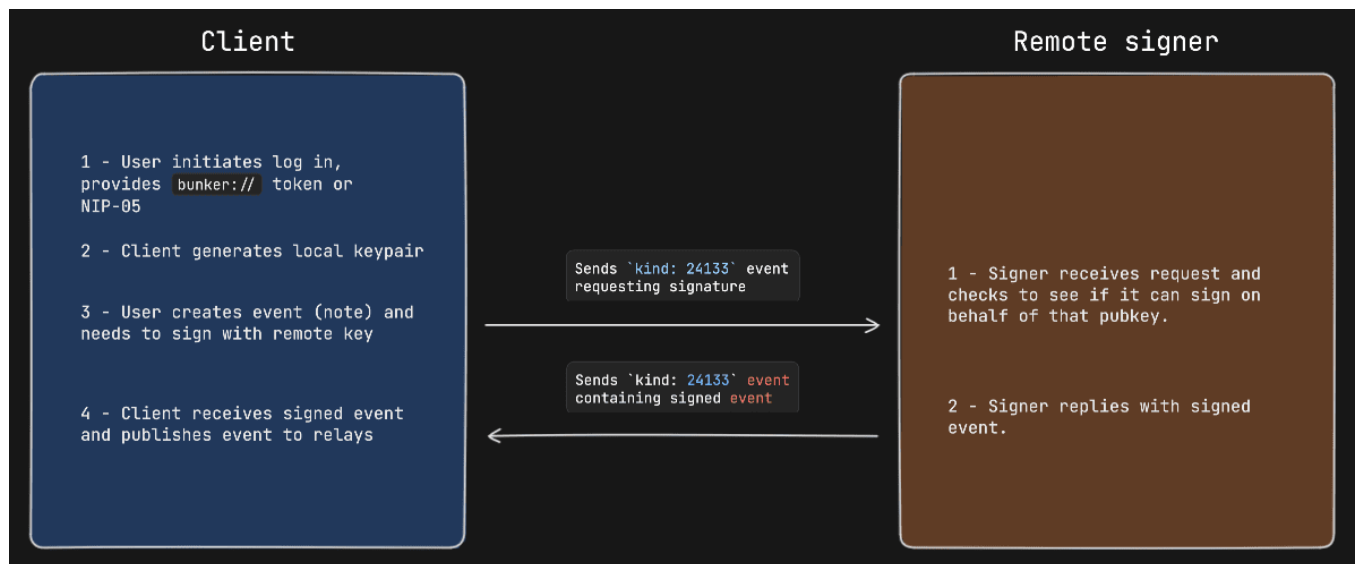 Client
Remote signer
1 - User initiates log in,
provides bunker:// token or
NIP-05
2 - Client generates local keypair
3 - User creates event (note) and
needs to sign with remote key
4 - Client receives signed event
and publishes event to relays
Sends `kind: 24133` event
requesting signature
Sends `kind: 24133` event
containing signed event
1 - Signer receives request and
checks to see if it can sign on
behalf of that pubkey.
2 - Signer replies with signed
event.